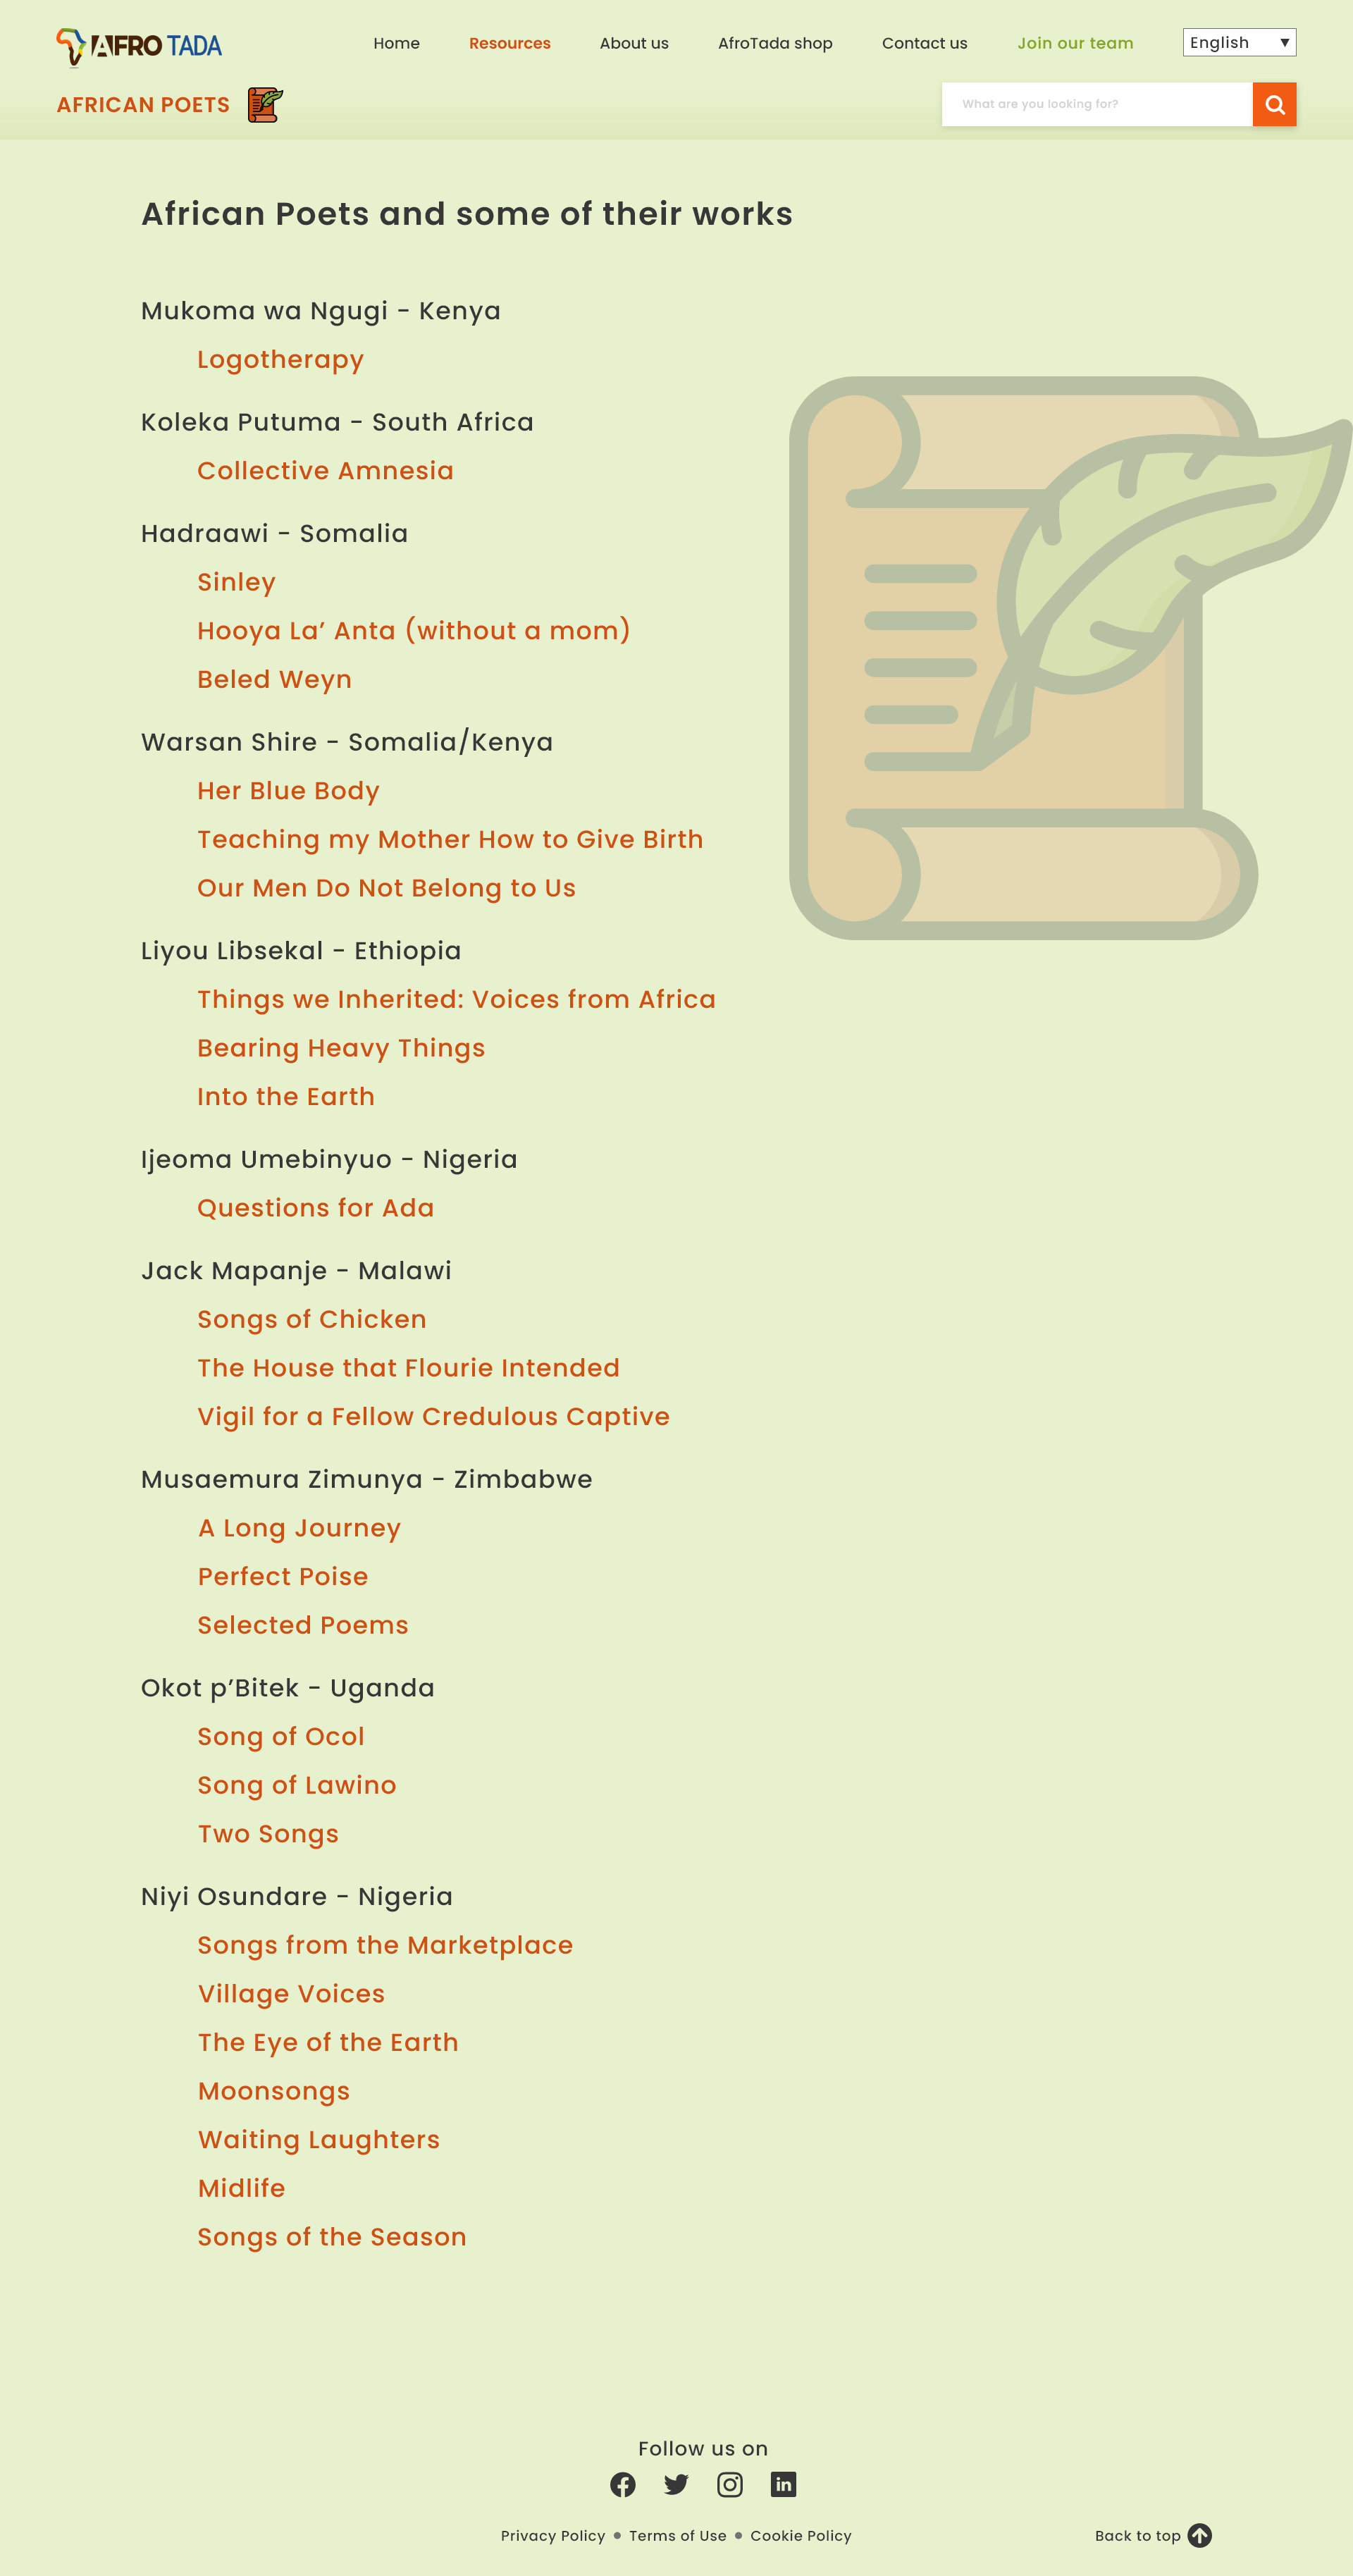 AFRO TADA
Home Resources About us AfroTada shop Contact us Join our team English
AFRICAN POETS What are you looking for?
African Poets and some of their works
Mukoma wa Ngugi - Kenya
Logotherapy
Koleka Putuma - South Africa
Collective Amnesia
Hadraawi - Somalia
Sinley
Hooya La’ Anta (without a mom)
Beled Weyn
Warsan Shire - Somalia/Kenya
Her Blue Body
Teaching my Mother How to Give Birth
Our Men Do Not Belong to Us
Liyou Libsekal - Ethiopia
Things we Inherited: Voices from Africa
Bearing Heavy Things
Into the Earth
Ijeoma Umebinyuo - Nigeria
Questions for Ada
Jack Mapanje - Malawi
Songs of Chicken
The House that Flourie Intended
Vigil for a Fellow Credulous Captive
Musaemura Zimunya - Zimbabwe
A Long Journey
Perfect Poise
Selected Poems
Okot p’Bitek - Uganda
Song of Ocol
Song of Lawino
Two Songs
Niyi Osundare - Nigeria
Songs from the Marketplace
Village Voices
The Eye of the Earth
Moonsongs
Waiting Laughters
Midlife
Songs of the Season
Follow us on
Privacy Policy • Terms of Use • Cookie Policy Back to top